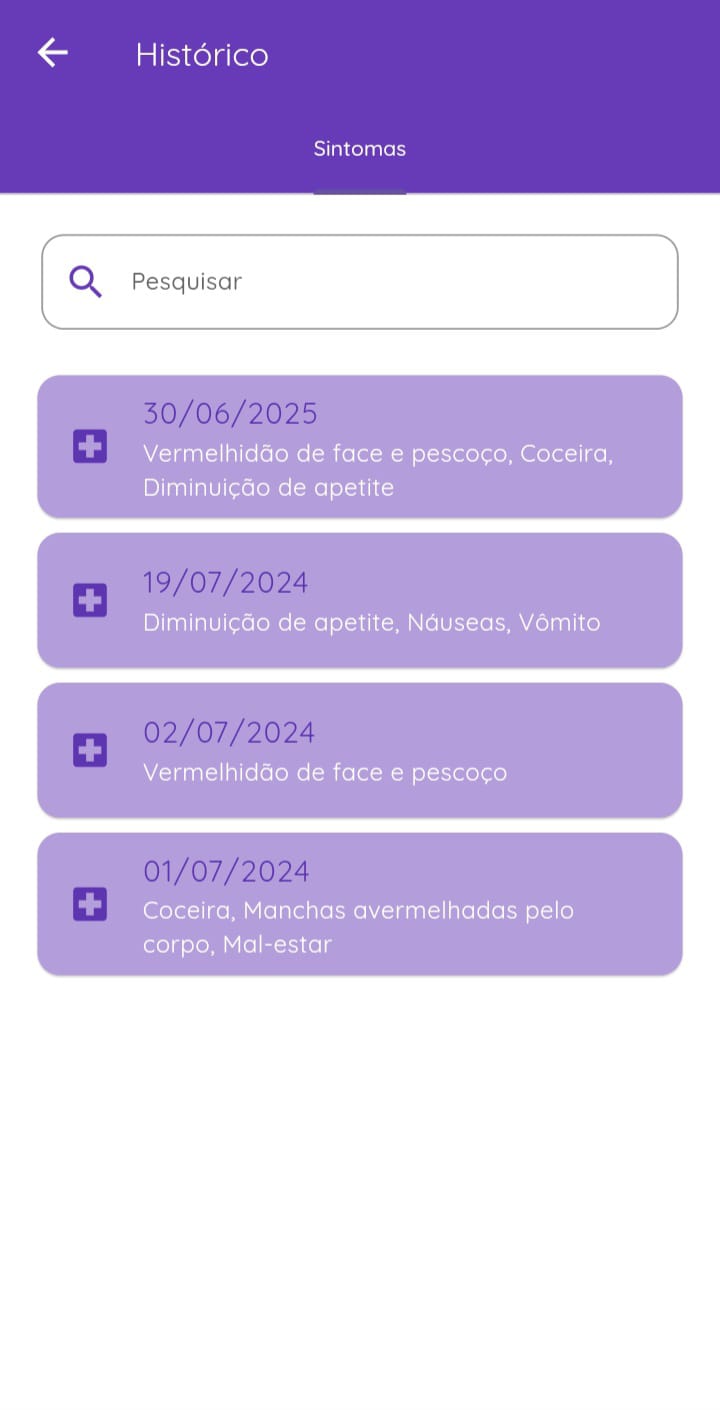 Histórico
Sintomas
Pesquisar
30/06/2025
Vermelhidão de face e pescoço, Coceira,
Diminuição de apetite
19/07/2024
Diminuição de apetite, Náuseas, Vômito
02/07/2024
Vermelhidão de face e pescoço
01/07/2024
Coceira, Manchas avermelhadas pelo
corpo, Mal-estar